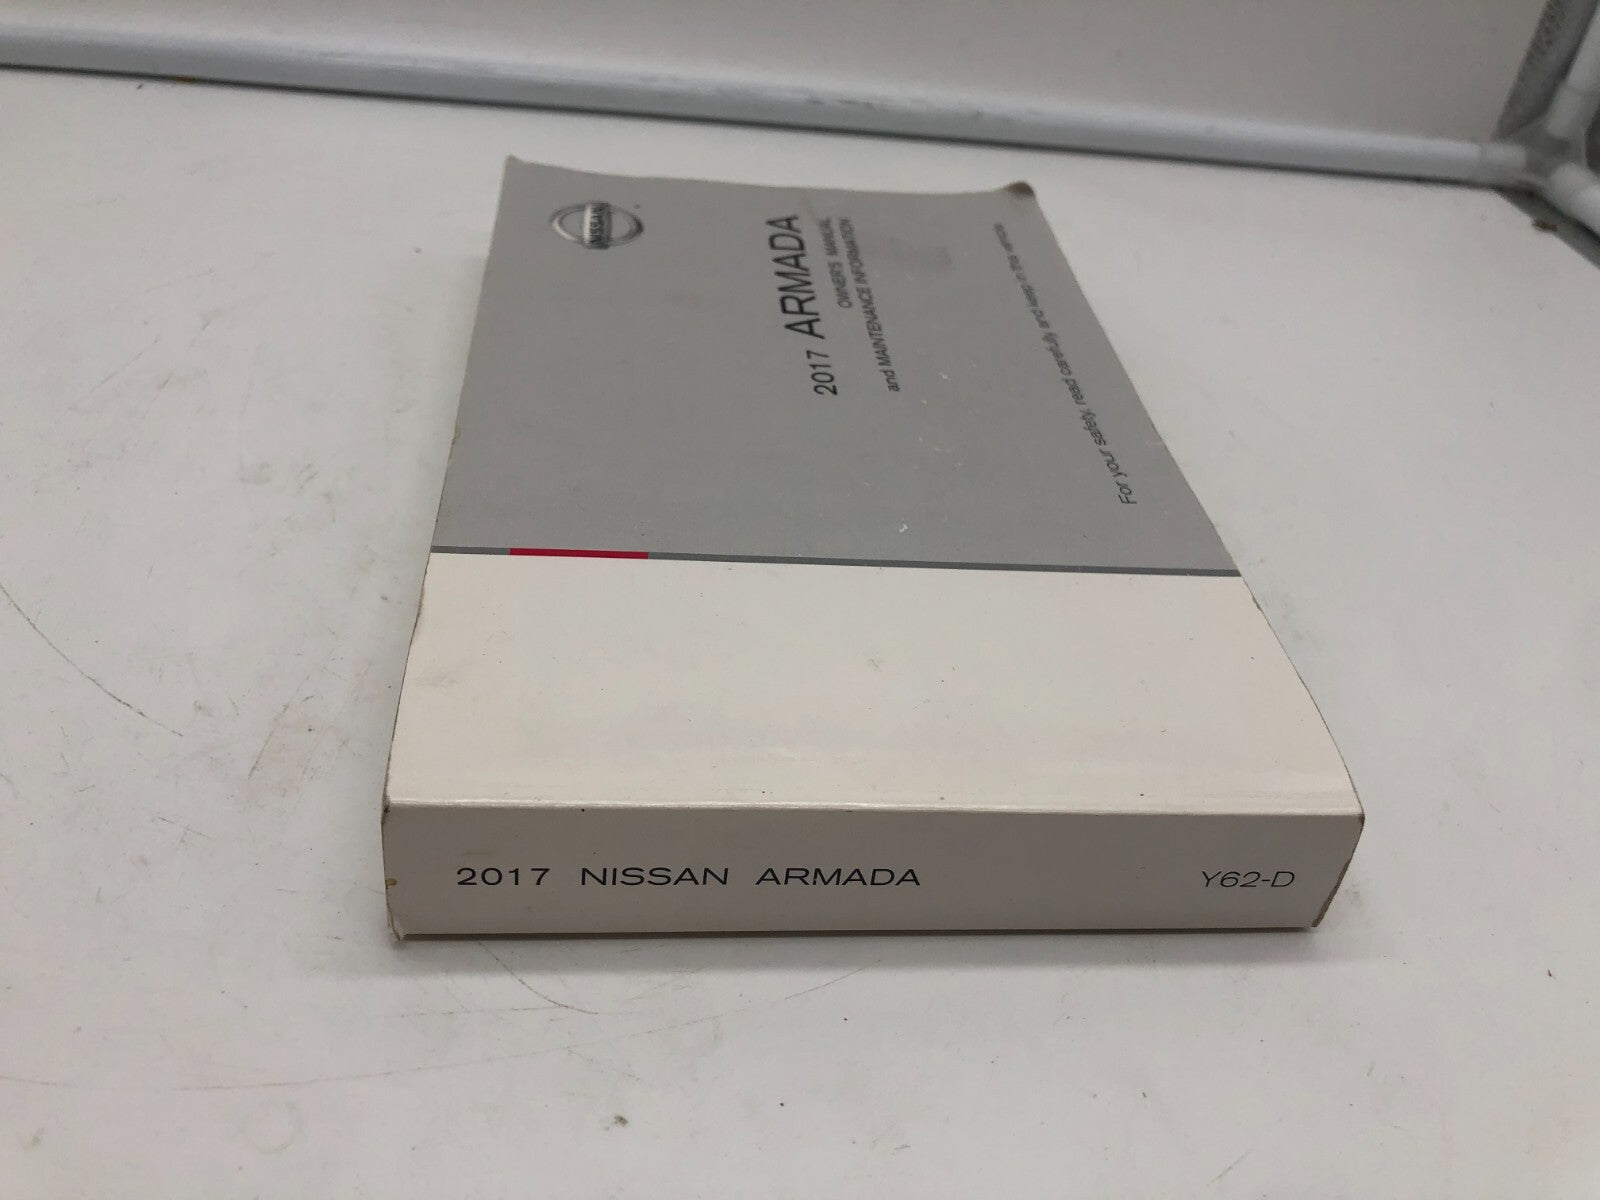 NISSAN
2017 ARMADA
OWNER'S MANUAL
and MAINTENANCE INFORMATION
For your safety, read carefully and keep in this vehicle.
2017 NISSAN ARMADA
Y62-D